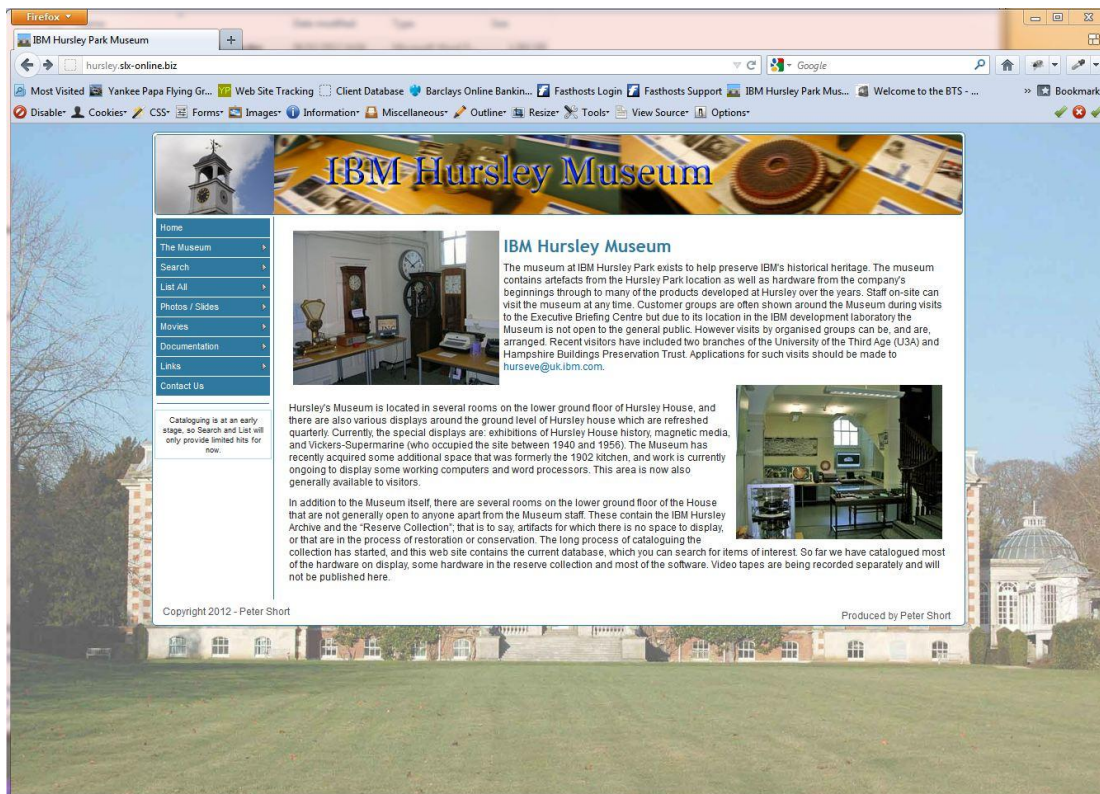 Firefox
IBM Hursley Park Museum
hursley.slx-online.biz
Google
Most Visited Yankee Papa Flying Gr... Web Site Tracking Client Database Barclays Online Bankin... Fasthosts Login Fasthosts Support IBM Hursley Park Mus... Welcome to the BTS - ... » Bookmark
Disable Cookies CSS Forms Images Information Miscellaneous Outline Resize Tools View Source Options
IBM Hursley Museum
Home
The Museum
Search
List All
Photos / Slides
Movies
Documentation
Links
Contact Us
Cataloguing is at an early
stage, so Search and List will
only provide limited hits for
now.
IBM Hursley Museum
The museum at IBM Hursley Park exists to help preserve IBM's historical heritage. The museum
contains artefacts from the Hursley Park location as well as hardware from the company's
beginnings through to many of the products developed at Hursley over the years. Staff on-site can
visit the museum at any time. Customer groups are often shown around the Museum during visits
to the Executive Briefing Centre but due to its location in the IBM development laboratory the
Museum is not open to the general public. However visits by organised groups can be, and are,
arranged. Recent visitors have included two branches of the University of the Third Age (U3A) and
Hampshire Buildings Preservation Trust. Applications for such visits should be made to
hurseve@uk.ibm.com.
Hursley's Museum is located in several rooms on the lower ground floor of Hursley House, and
there are also various displays around the ground level of Hursley house which are refreshed
quarterly. Currently, the special displays are: exhibitions of Hursley House history, magnetic media,
and Vickers-Supermarine (who occupied the site between 1940 and 1956). The Museum has
recently acquired some additional space that was formerly the 1902 kitchen, and work is currently
ongoing to display some working computers and word processors. This area is now also
generally available to visitors.
In addition to the Museum itself, there are several rooms on the lower ground floor of the House
that are not generally open to anyone apart from the Museum staff. These contain the IBM Hursley
Archive and the “Reserve Collection”; that is to say, artifacts for which there is no space to display,
or that are in the process of restoration or conservation. The long process of cataloguing the
collection has started, and this web site contains the current database, which you can search for items of interest. So far we have catalogued most
of the hardware on display, some hardware in the reserve collection and most of the software. Video tapes are being recorded separately and will
not be published here.
Copyright 2012 - Peter Short
Produced by Peter Short